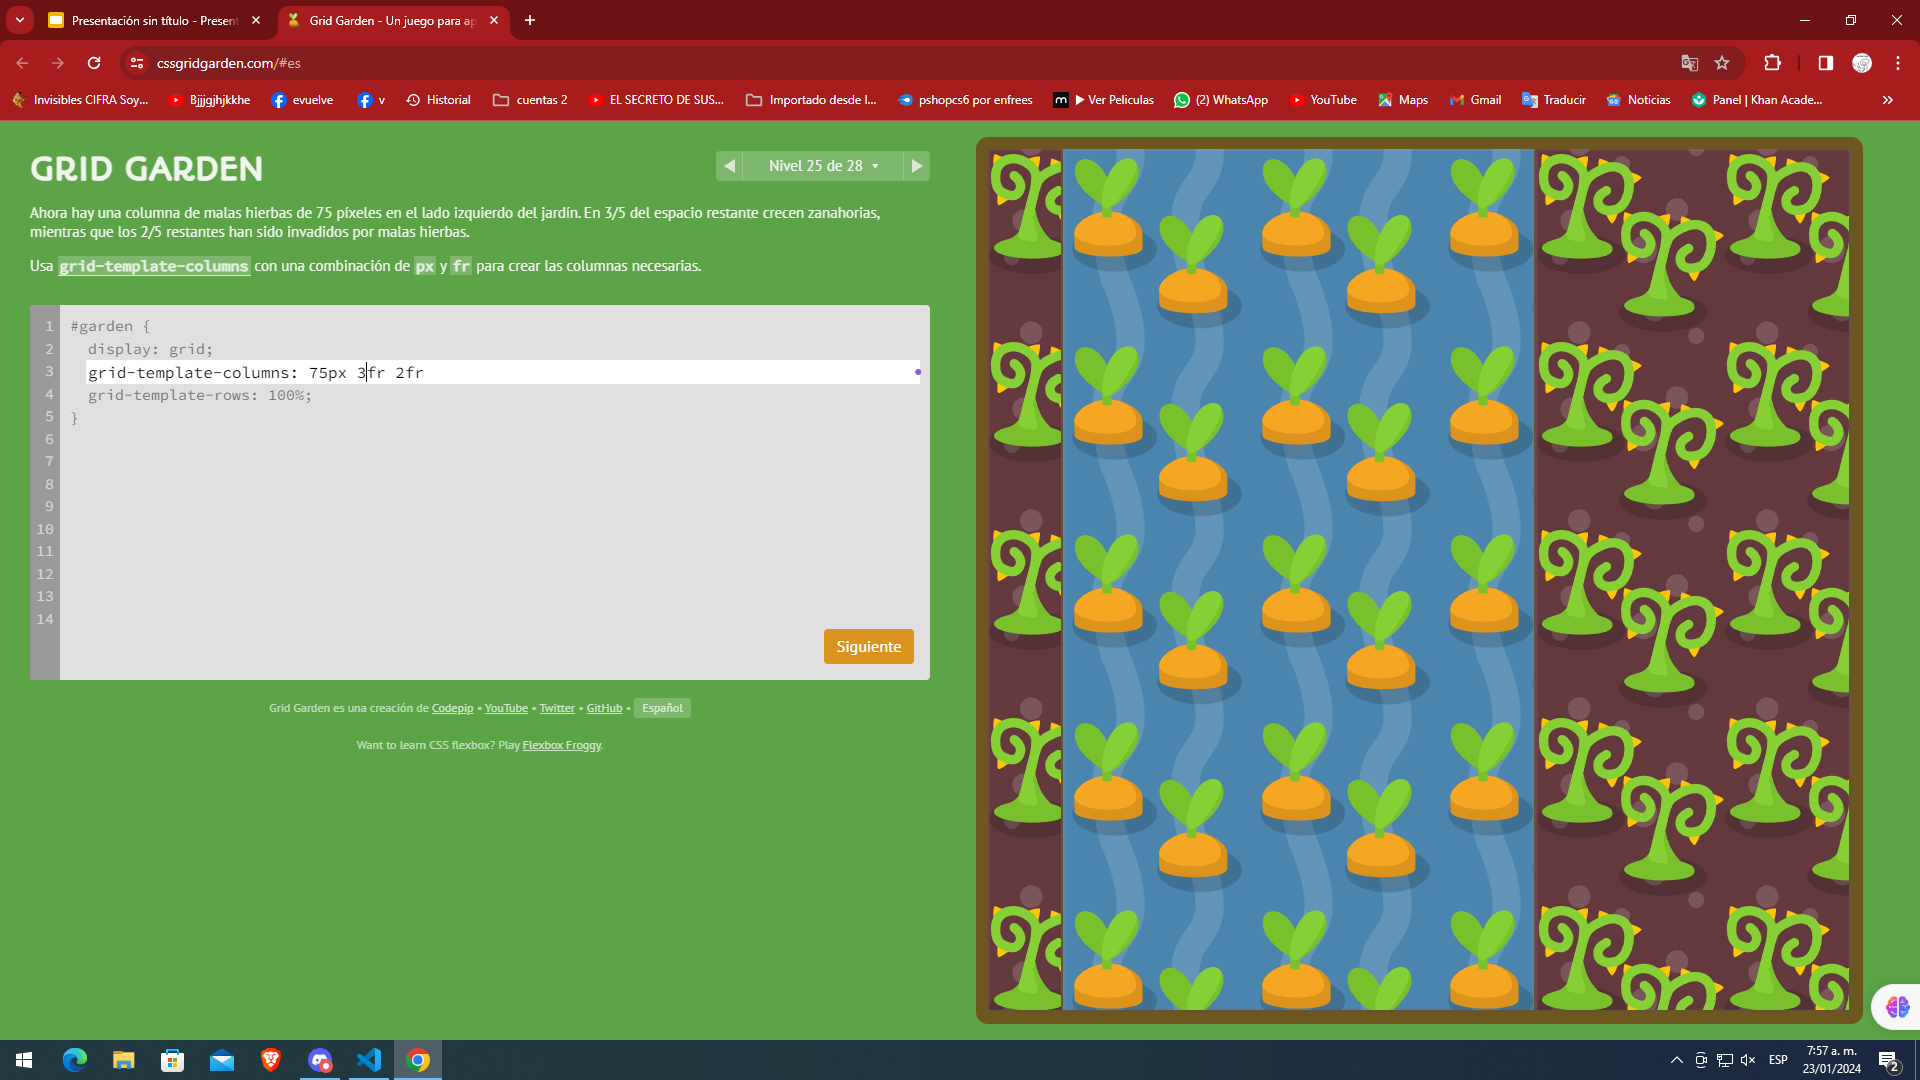 Presentación sin título - Present
Grid Garden - Un juego para ap
cssgridgarden.com/#es
Invisibles CIFRA Soy...
Bjjjgjhjkkhe
evuelve
v
Historial
cuentas 2
EL SECRETO DE SUS...
Importado desde l...
pshopcs6 por enfrees
m
▶ Ver Peliculas
(2) WhatsApp
YouTube
Maps
Gmail
Traducir
Noticias
Panel | Khan Acade...
»
GRID GARDEN
Nivel 25 de 28
Ahora hay una columna de malas hierbas de 75 píxeles en el lado izquierdo del jardín. En 3/5 del espacio restante crecen zanahorias,
mientras que los 2/5 restantes han sido invadidos por malas hierbas.
Usa grid-template-columns con una combinación de px y fr para crear las columnas necesarias.
1 #garden {
2 display: grid;
3 grid-template-columns: 75px 3fr 2fr
4 grid-template-rows: 100%;
5 }
6
7
8
9
10
11
12
13
14
Siguiente
Grid Garden es una creación de Codepip • YouTube • Twitter • GitHub • Español
Want to learn CSS flexbox? Play Flexbox Froggy.
ESP
7:57 a. m.
23/01/2024
2